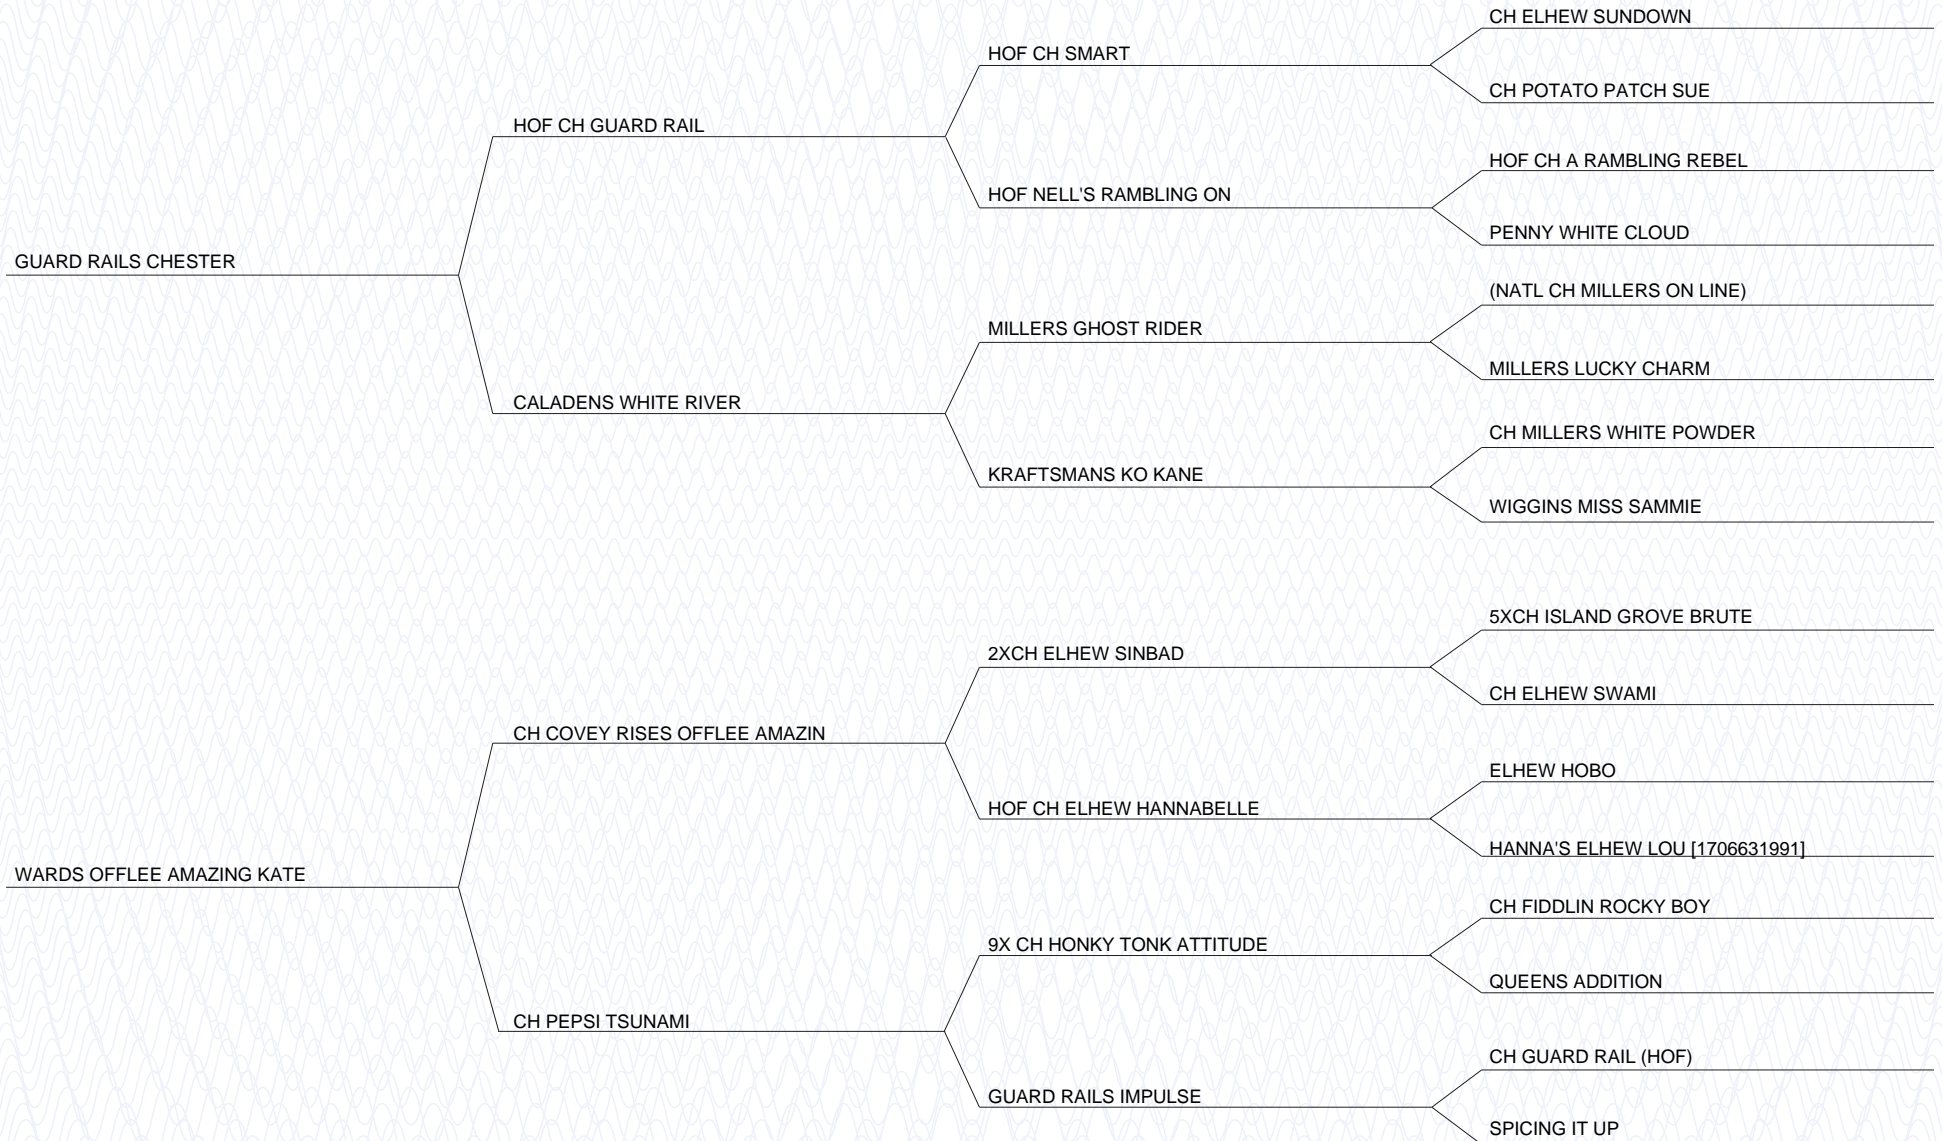 CH ELHEW SUNDOWN
HOF CH SMART
CH POTATO PATCH SUE
HOF CH GUARD RAIL
HOF CH A RAMBLING REBEL
HOF NELL'S RAMBLING ON
PENNY WHITE CLOUD
GUARD RAILS CHESTER
(NATL CH MILLERS ON LINE)
MILLERS GHOST RIDER
MILLERS LUCKY CHARM
CALADENS WHITE RIVER
CH MILLERS WHITE POWDER
KRAFTSMANS KO KANE
WIGGINS MISS SAMMIE
5XCH ISLAND GROVE BRUTE
2XCH ELHEW SINBAD
CH ELHEW SWAMI
CH COVEY RISES OFFLEE AMAZIN
ELHEW HOBO
HOF CH ELHEW HANNABELLE
HANNA'S ELHEW LOU [1706631991]
WARDS OFFLEE AMAZING KATE
CH FIDDLIN ROCKY BOY
9X CH HONKY TONK ATTITUDE
QUEENS ADDITION
CH PEPSI TSUNAMI
CH GUARD RAIL (HOF)
GUARD RAILS IMPULSE
SPICING IT UP